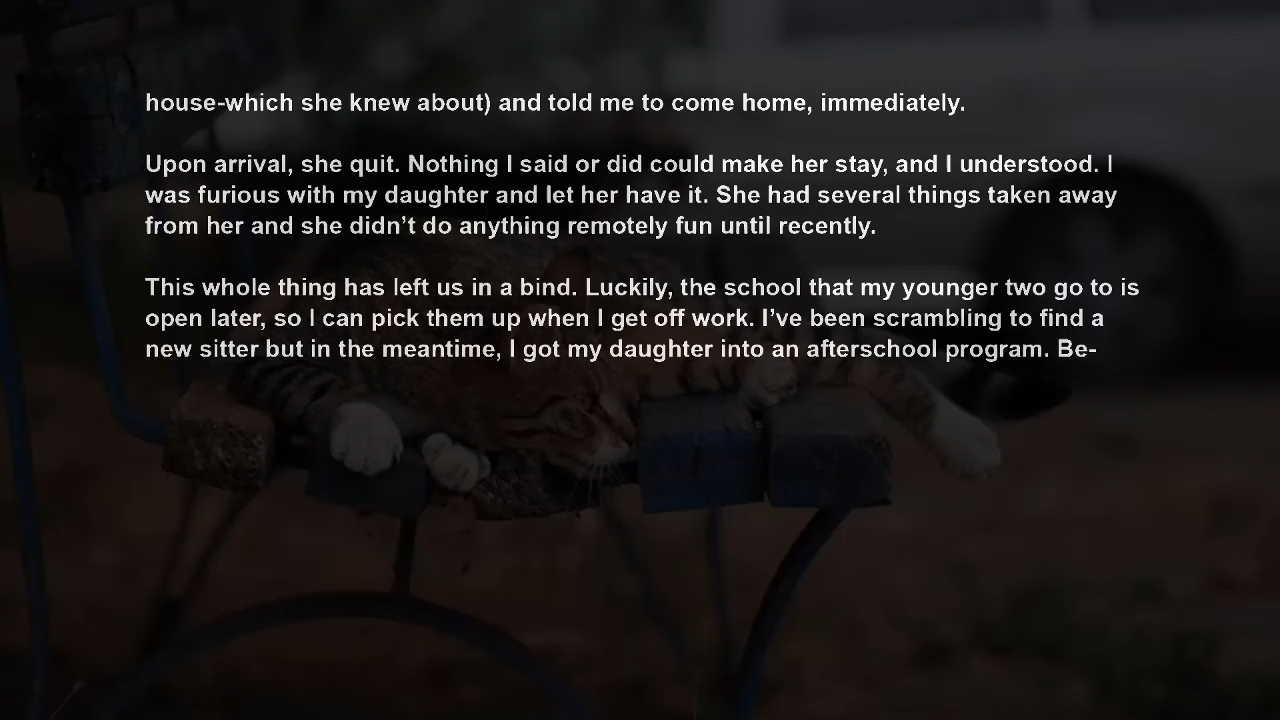 house-which she knew about) and told me to come home, immediately.
Upon arrival, she quit. Nothing I said or did could make her stay, and I understood. I
was furious with my daughter and let her have it. She had several things taken away
from her and she didn’t do anything remotely fun until recently.
This whole thing has left us in a bind. Luckily, the school that my younger two go to is
open later, so I can pick them up when I get off work. I’ve been scrambling to find a
new sitter but in the meantime, I got my daughter into an afterschool program. Be-